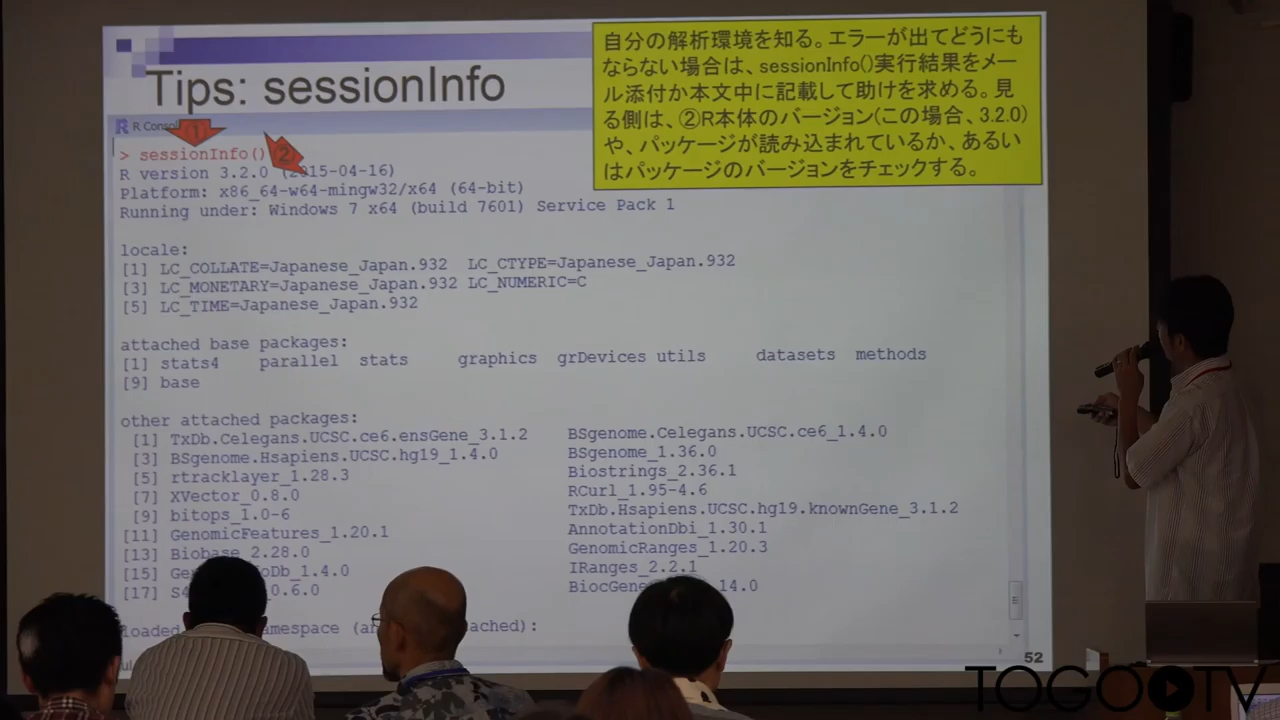 Tips: sessionInfo
自分の解析環境を知る。エラーが出てどうにも
ならない場合は、sessionInfo()実行結果をメー
ル添付か本文中に記載して助けを求める。見
る側は、②R本体のバージョン(この場合、3.2.0)
や、パッケージが読み込まれているか、あるい
はパッケージのバージョンをチェックする。
R Console
①
②
> sessionInfo()
R version 3.2.0 (2015-04-16)
Platform: x86_64-w64-mingw32/x64 (64-bit)
Running under: Windows 7 x64 (build 7601) Service Pack 1
locale:
[1] LC_COLLATE=Japanese_Japan.932 LC_CTYPE=Japanese_Japan.932
[3] LC_MONETARY=Japanese_Japan.932 LC_NUMERIC=C
[5] LC_TIME=Japanese_Japan.932
attached base packages:
[1] stats4 parallel stats graphics grDevices utils datasets methods
[9] base
other attached packages:
[1] TxDb.Celegans.UCSC.ce6.ensGene_3.1.2 BSgenome.Celegans.UCSC.ce6_1.4.0
[3] BSgenome.Hsapiens.UCSC.hg19_1.4.0 BSgenome_1.36.0
[5] rtracklayer_1.28.3 Biostrings_2.36.1
[7] XVector_0.8.0 RCurl_1.95-4.6
[9] bitops_1.0-6 TxDb.Hsapiens.UCSC.hg19.knownGene_3.1.2
[11] GenomicFeatures_1.20.1 AnnotationDbi_1.30.1
[13] Biobase_2.28.0 GenomicRanges_1.20.3
[15] IRanges_2.2.1
[17]
52
TOGO TV